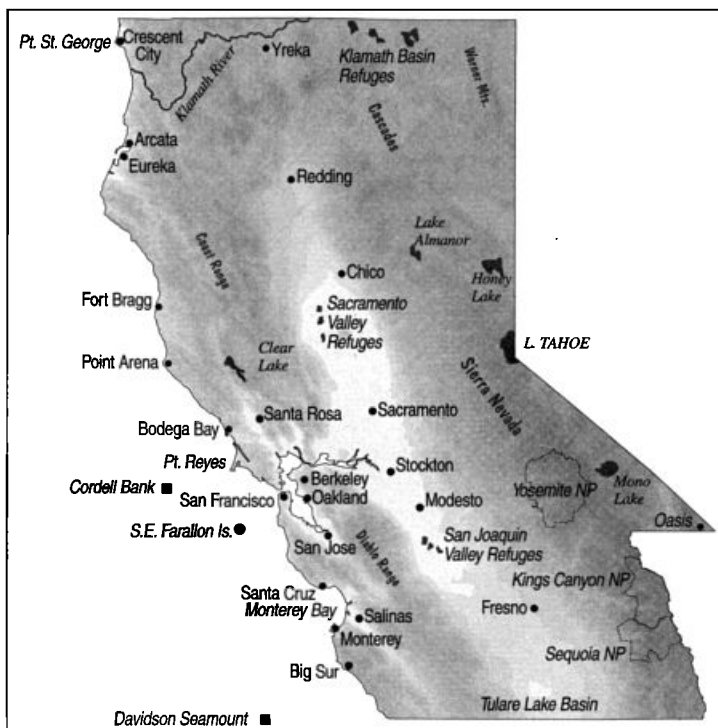 Pt. St. George
Crescent
City
Klamath River
Yreka
Klamath Basin
Refuges
Warner Mts.
Cascades
Arcata
Eureka
Redding
Lake
Almanor
Coast Range
Chico
Honey
Lake
Fort Bragg
Sacramento
Valley
Refuges
L. TAHOE
Point Arena
Clear
Lake
Sierra Nevada
Santa Rosa
Sacramento
Bodega Bay
Pt. Reyes
Stockton
Cordell Bank
Berkeley
San Francisco
Oakland
Modesto
Yosemite NP
Mono
Lake
Oasis
S.E. Farallon Is.
San Jose
Diablo Range
San Joaquin
Valley Refuges
Kings Canyon NP
Santa Cruz
Monterey Bay
Salinas
Fresno
Monterey
Sequoia NP
Big Sur
Tulare Lake Basin
Davidson Seamount